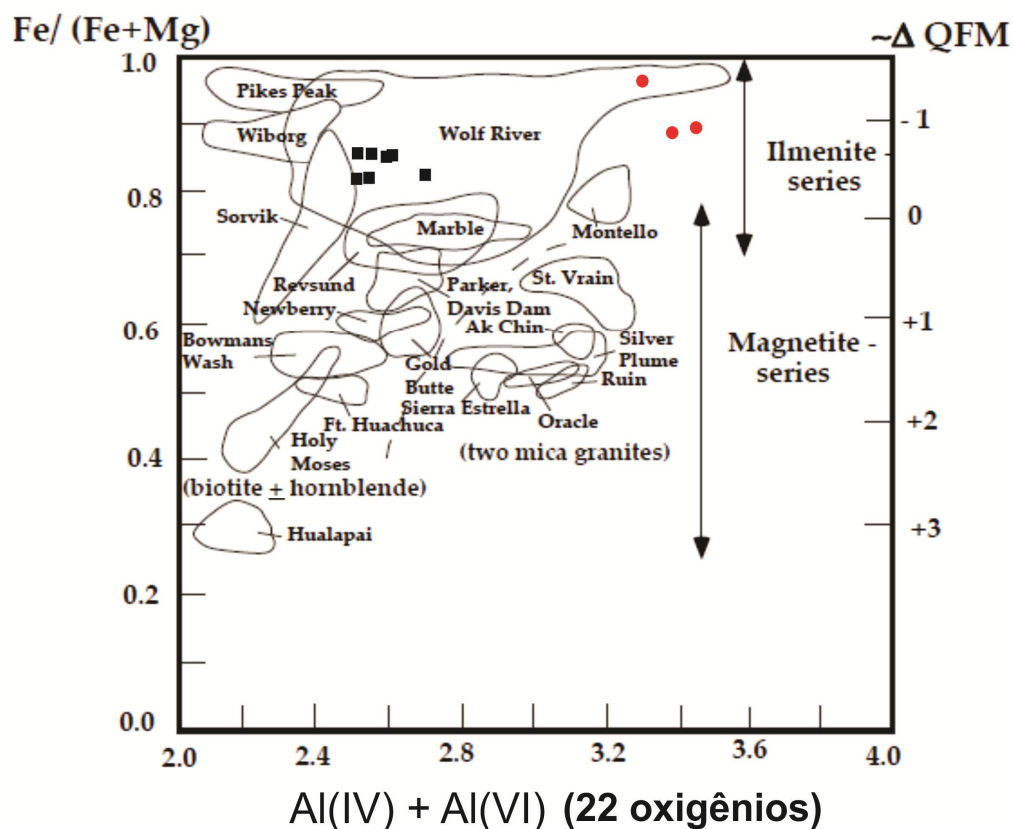 Fe/ (Fe+Mg)
~Δ QFM
1.0
Pikes Peak
- 1
Wiborg
Wolf River
Ilmenite -
series
0.8
Sorvik
Marble
Montello
0
Revsund
Parker,
Davis Dam
St. Vrain
Newberry
Ak Chin
0.6
+1
Bowmans
Wash
Silver
Plume
Magnetite -
series
Gold
Butte
Ruin
Sierra Estrella
Oracle
+2
Ft. Huachuca
Holy
Moses
(two mica granites)
0.4
(biotite + hornblende)
Hualapai
+3
0.2
0.0
2.0
2.4
2.8
3.2
3.6
4.0
Al(IV) + Al(VI) (22 oxigênios)